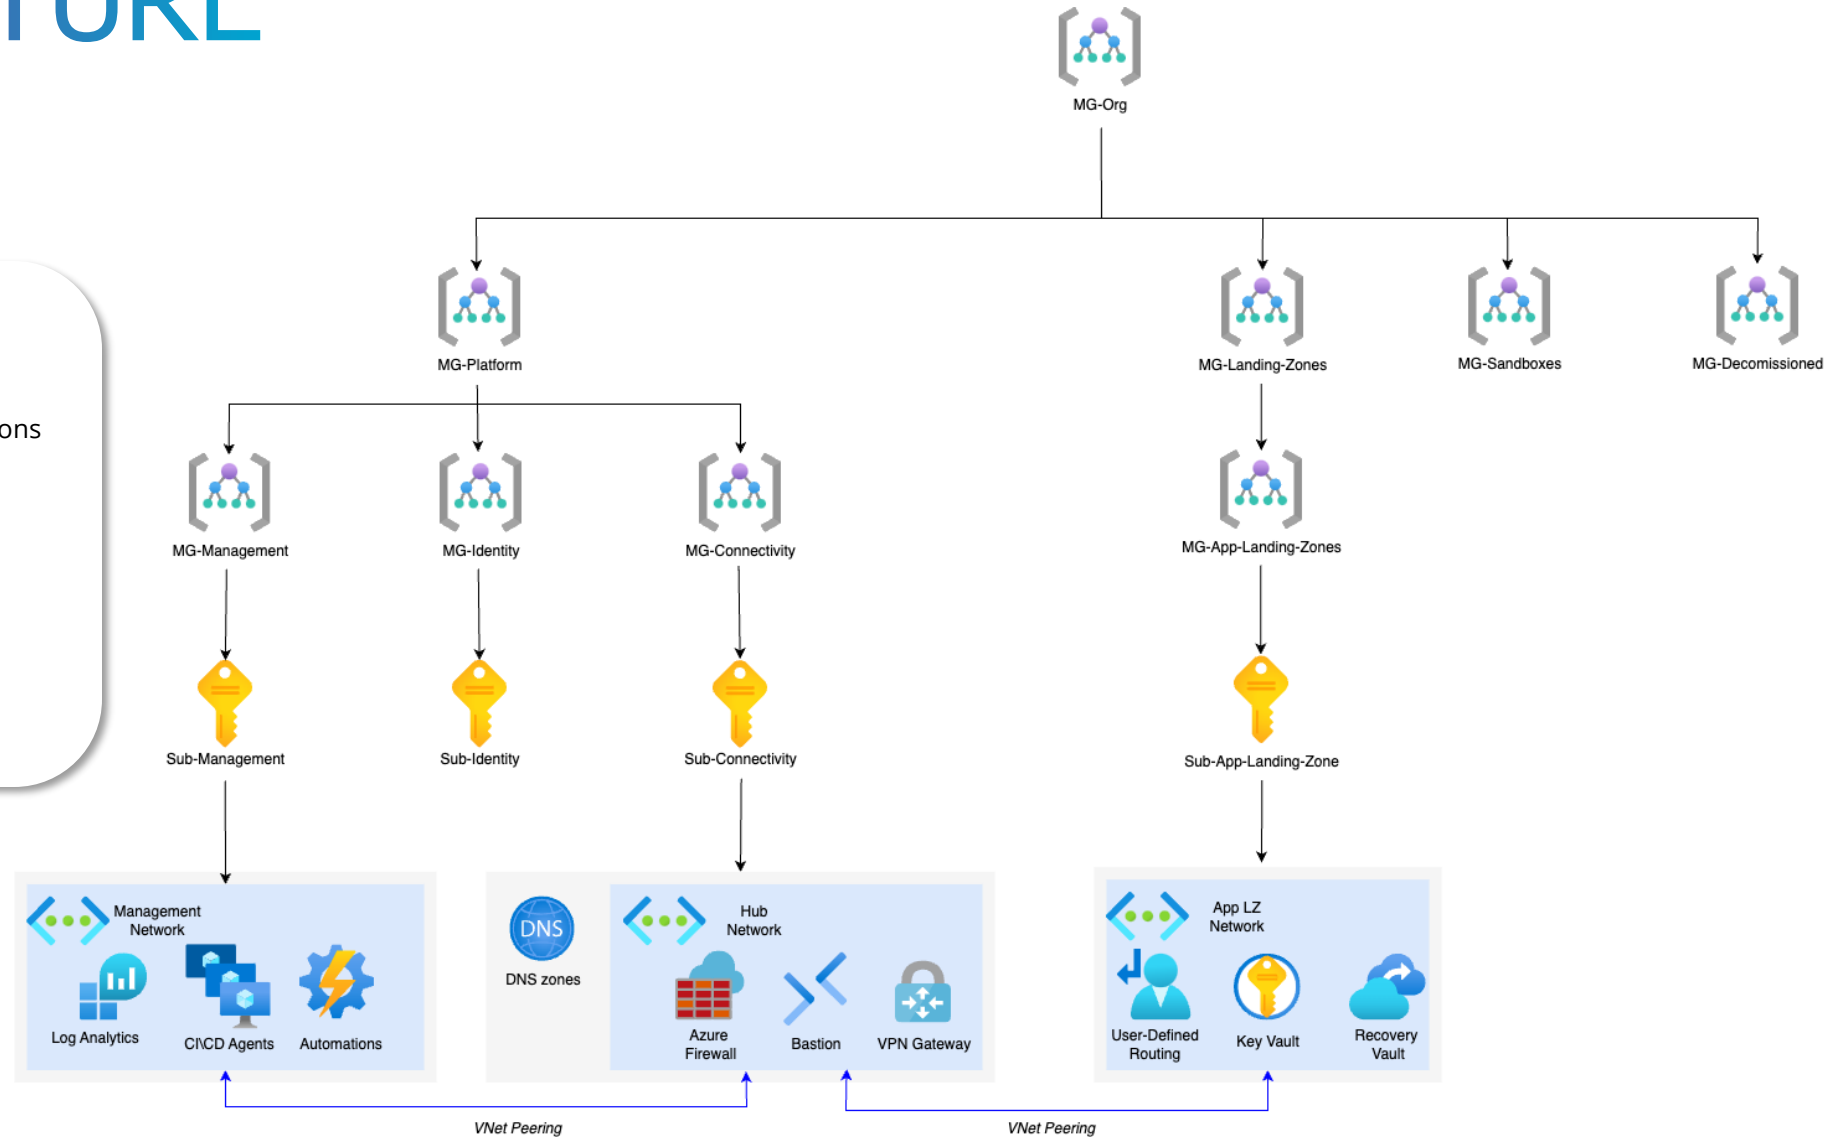 TURE
MG-Org
MG-Platform
MG-Landing-Zones
MG-Sandboxes
MG-Decomissioned
ons
MG-Management
MG-Identity
MG-Connectivity
MG-App-Landing-Zones
Sub-Management
Sub-Identity
Sub-Connectivity
Sub-App-Landing-Zone
Management
Network
Log Analytics
CI\CD Agents
Automations
DNS
DNS zones
Hub
Network
Azure
Firewall
Bastion
VPN Gateway
App LZ
Network
User-Defined
Routing
Key Vault
Recovery
Vault
VNet Peering
VNet Peering